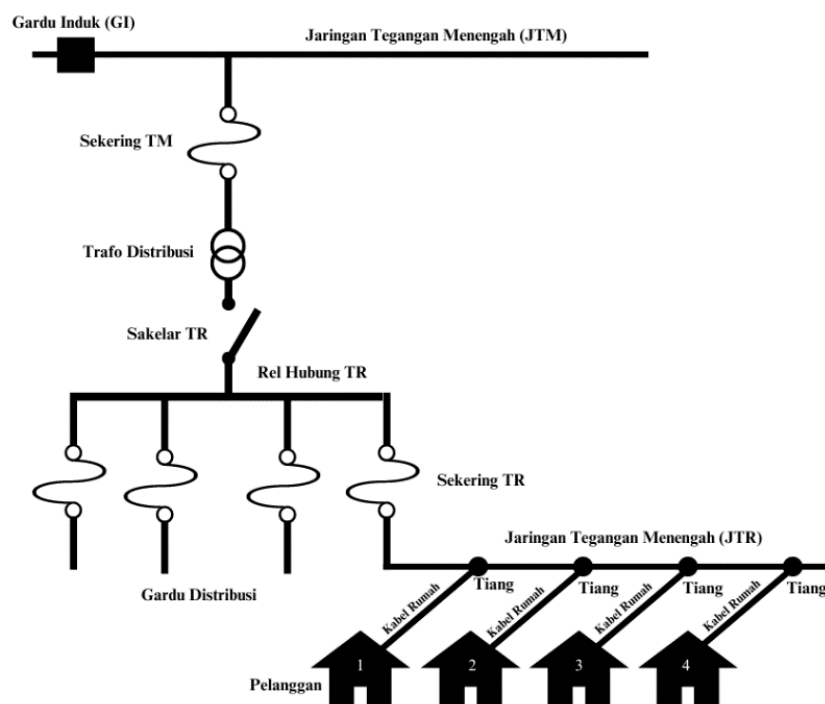 Gardu Induk (GI)
Jaringan Tegangan Menengah (JTM)
Sekering TM
Trafo Distribusi
Sakelar TR
Rel Hubung TR
Sekering TR
Jaringan Tegangan Menengah (JTR)
Gardu Distribusi
Tiang
Tiang
Tiang
Tiang
Kabel Rumah
Kabel Rumah
Kabel Rumah
Kabel Rumah
Pelanggan
1
2
3
4